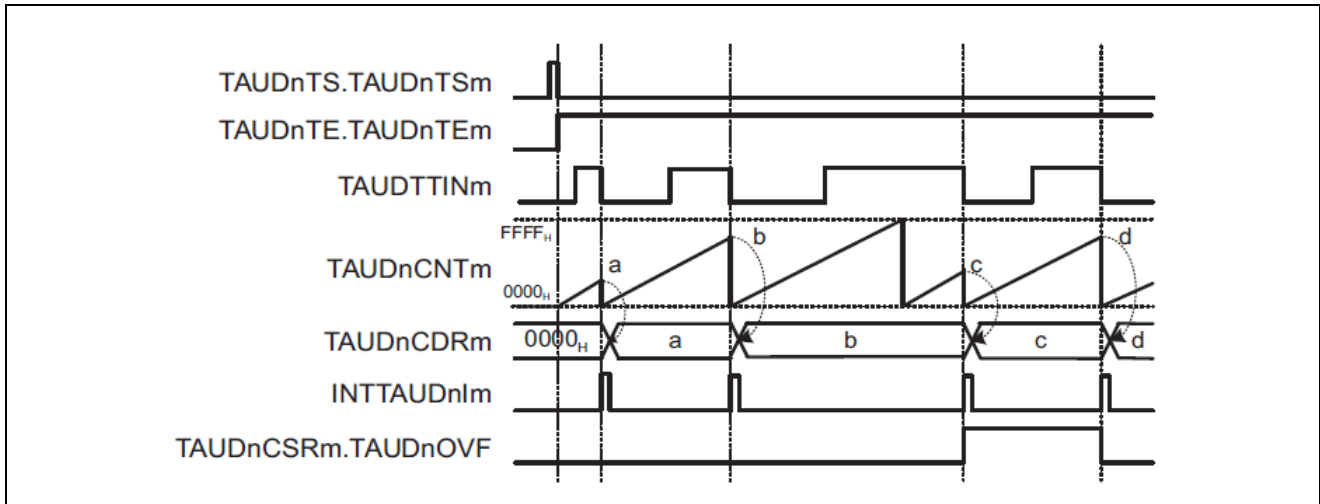 TAUDnTS.TAUDnTSm
TAUDnTE.TAUDnTEm
TAUDTTINm
FFFFH
b
d
TAUDnCNTm
a
c
0000H
TAUDnCDRm
0000H
a
b
c
d
INTTAUDnIm
TAUDnCSRm.TAUDnOVF